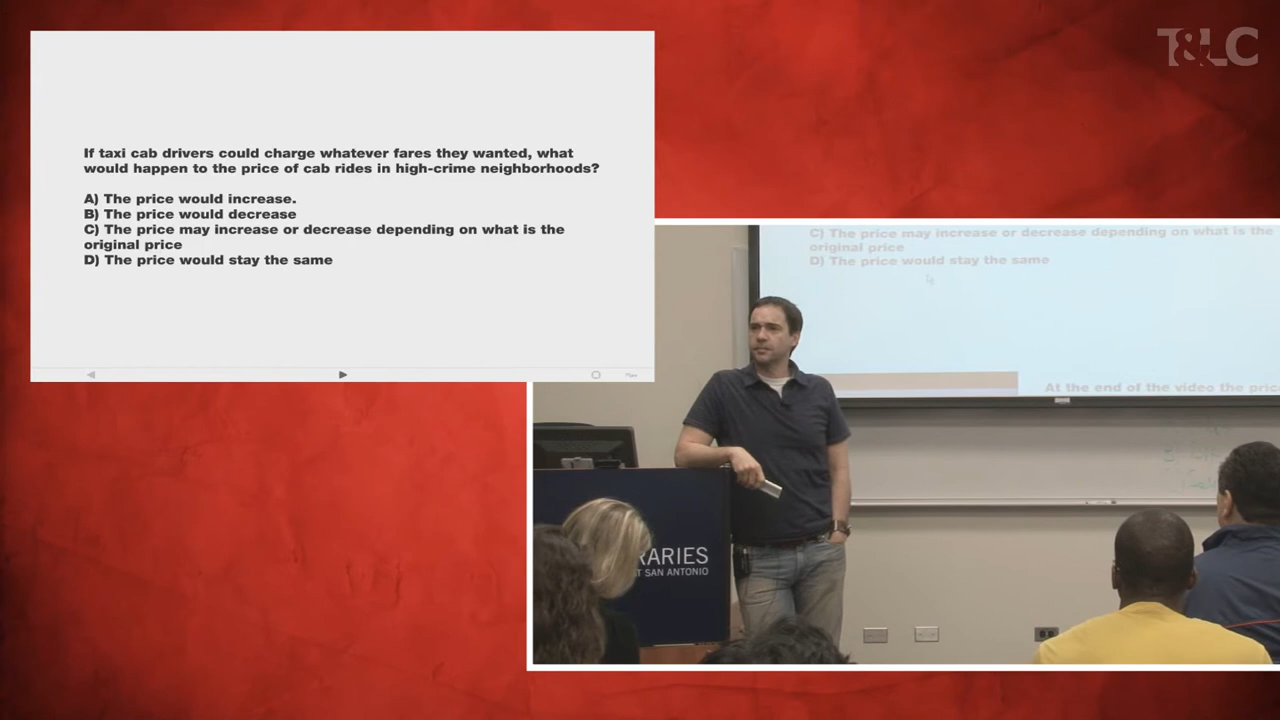 T&LC
If taxi cab drivers could charge whatever fares they wanted, what
would happen to the price of cab rides in high-crime neighborhoods?
A) The price would increase.
B) The price would decrease
C) The price may increase or decrease depending on what is the
original price
D) The price would stay the same
C) The price may increase or decrease depending on what is the
original price
D) The price would stay the same
At the end of the video the
RARIES
SAN ANTONIO